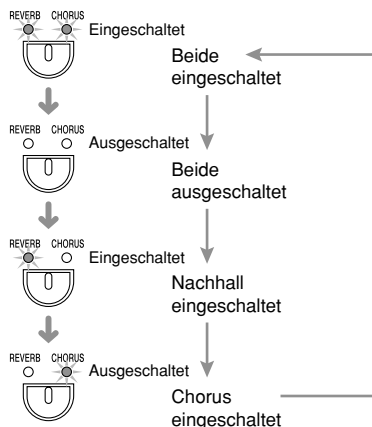 REVERB CHORUS
Eingeschaltet
Beide
eingeschaltet
REVERB CHORUS
Ausgeschaltet
Beide
ausgeschaltet
REVERB CHORUS
Eingeschaltet
Nachhall
eingeschaltet
REVERB CHORUS
Ausgeschaltet
Chorus
eingeschaltet